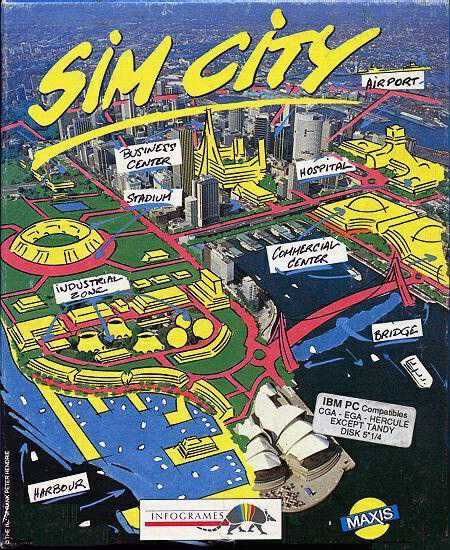 SIM CITY
AIRPORT
BUSINESS
CENTER
HOSPITAL
STADIUM
COMMERCIAL
CENTER
INDUSTRIAL
ZONE
BRIDGE
IBM PC Compatibles
CGA - EGA - HERCULE
EXCEPT TANDY
DISK 5"1/4
HARBOUR
INFOGRAMES
MAXIS